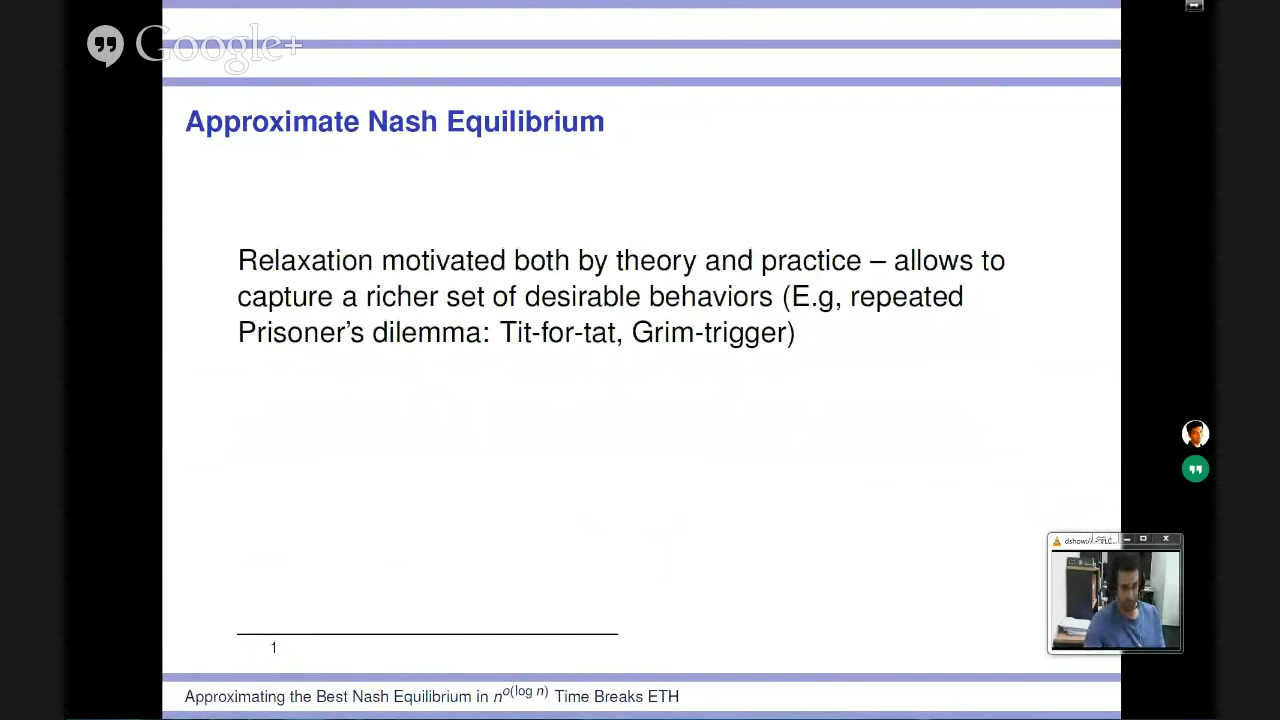 Google+
Approximate Nash Equilibrium
Relaxation motivated both by theory and practice – allows to
capture a richer set of desirable behaviors (E.g, repeated
Prisoner's dilemma: Tit-for-tat, Grim-trigger)
1
Approximating the Best Nash Equilibrium in n^o(log n) Time Breaks ETH